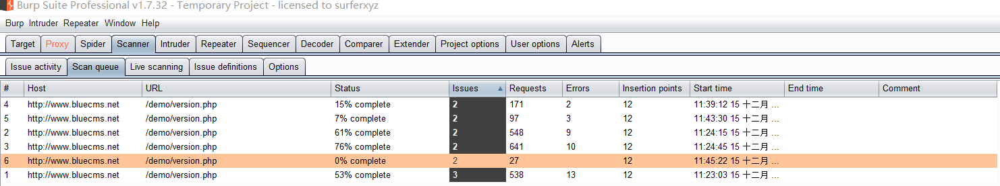 Burp Suite Professional v1.7.32 - Temporary Project - licensed to surferxyz
Burp Intruder Repeater Window Help
Target Proxy Spider Scanner Intruder Repeater Sequencer Decoder Comparer Extender Project options User options Alerts
Issue activity Scan queue Live scanning Issue definitions Options
# Host URL Status Issues Requests Errors Insertion points Start time End time Comment
4 http://www.bluecms.net /demo/version.php 15% complete 2 171 2 12 11:39:12 15 十二月 ...
5 http://www.bluecms.net /demo/version.php 7% complete 2 97 3 12 11:43:30 15 十二月 ...
2 http://www.bluecms.net /demo/version.php 61% complete 2 548 9 12 11:24:15 15 十二月 ...
3 http://www.bluecms.net /demo/version.php 76% complete 2 641 10 12 11:24:45 15 十二月 ...
6 http://www.bluecms.net /demo/version.php 0% complete 2 27 12 11:45:22 15 十二月 ...
1 http://www.bluecms.net /demo/version.php 53% complete 3 538 13 12 11:23:03 15 十二月 ...